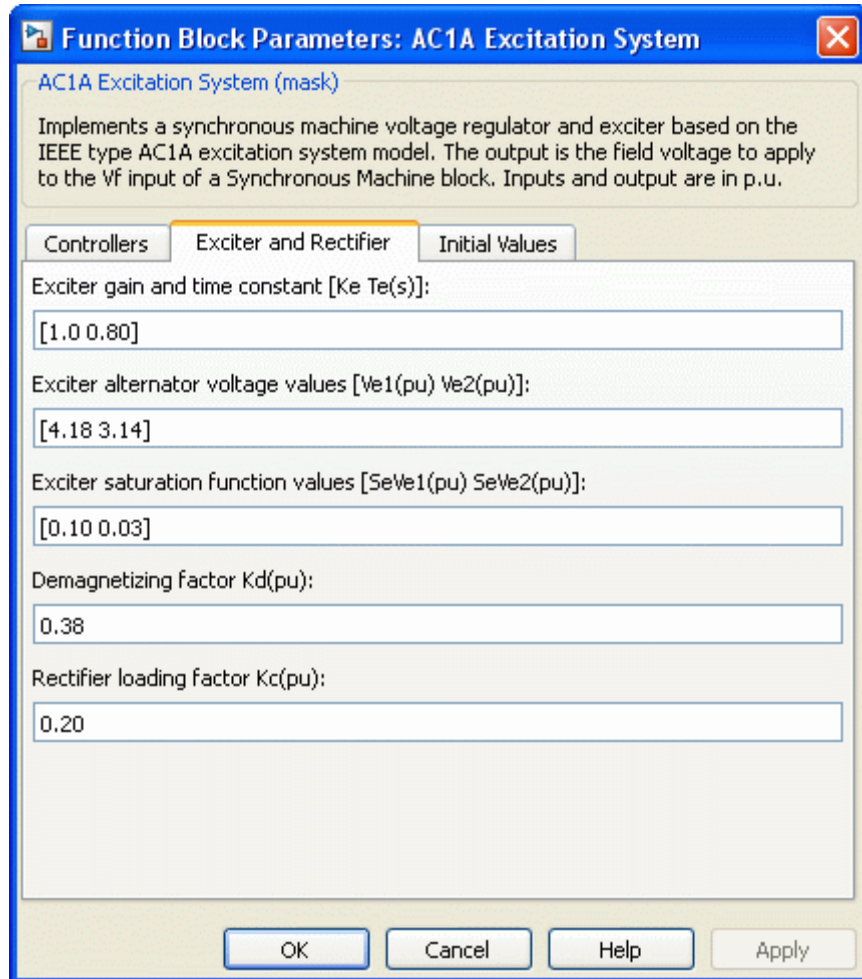 Function Block Parameters: AC1A Excitation System
AC1A Excitation System (mask)
Implements a synchronous machine voltage regulator and exciter based on the
IEEE type AC1A excitation system model. The output is the field voltage to apply
to the Vf input of a Synchronous Machine block. Inputs and output are in p.u.
Controllers Exciter and Rectifier Initial Values
Exciter gain and time constant [Ke Te(s)]:
[1.0 0.80]
Exciter alternator voltage values [Ve1(pu) Ve2(pu)]:
[4.18 3.14]
Exciter saturation function values [SeVe1(pu) SeVe2(pu)]:
[0.10 0.03]
Demagnetizing factor Kd(pu):
0.38
Rectifier loading factor Kc(pu):
0.20
OK Cancel Help Apply